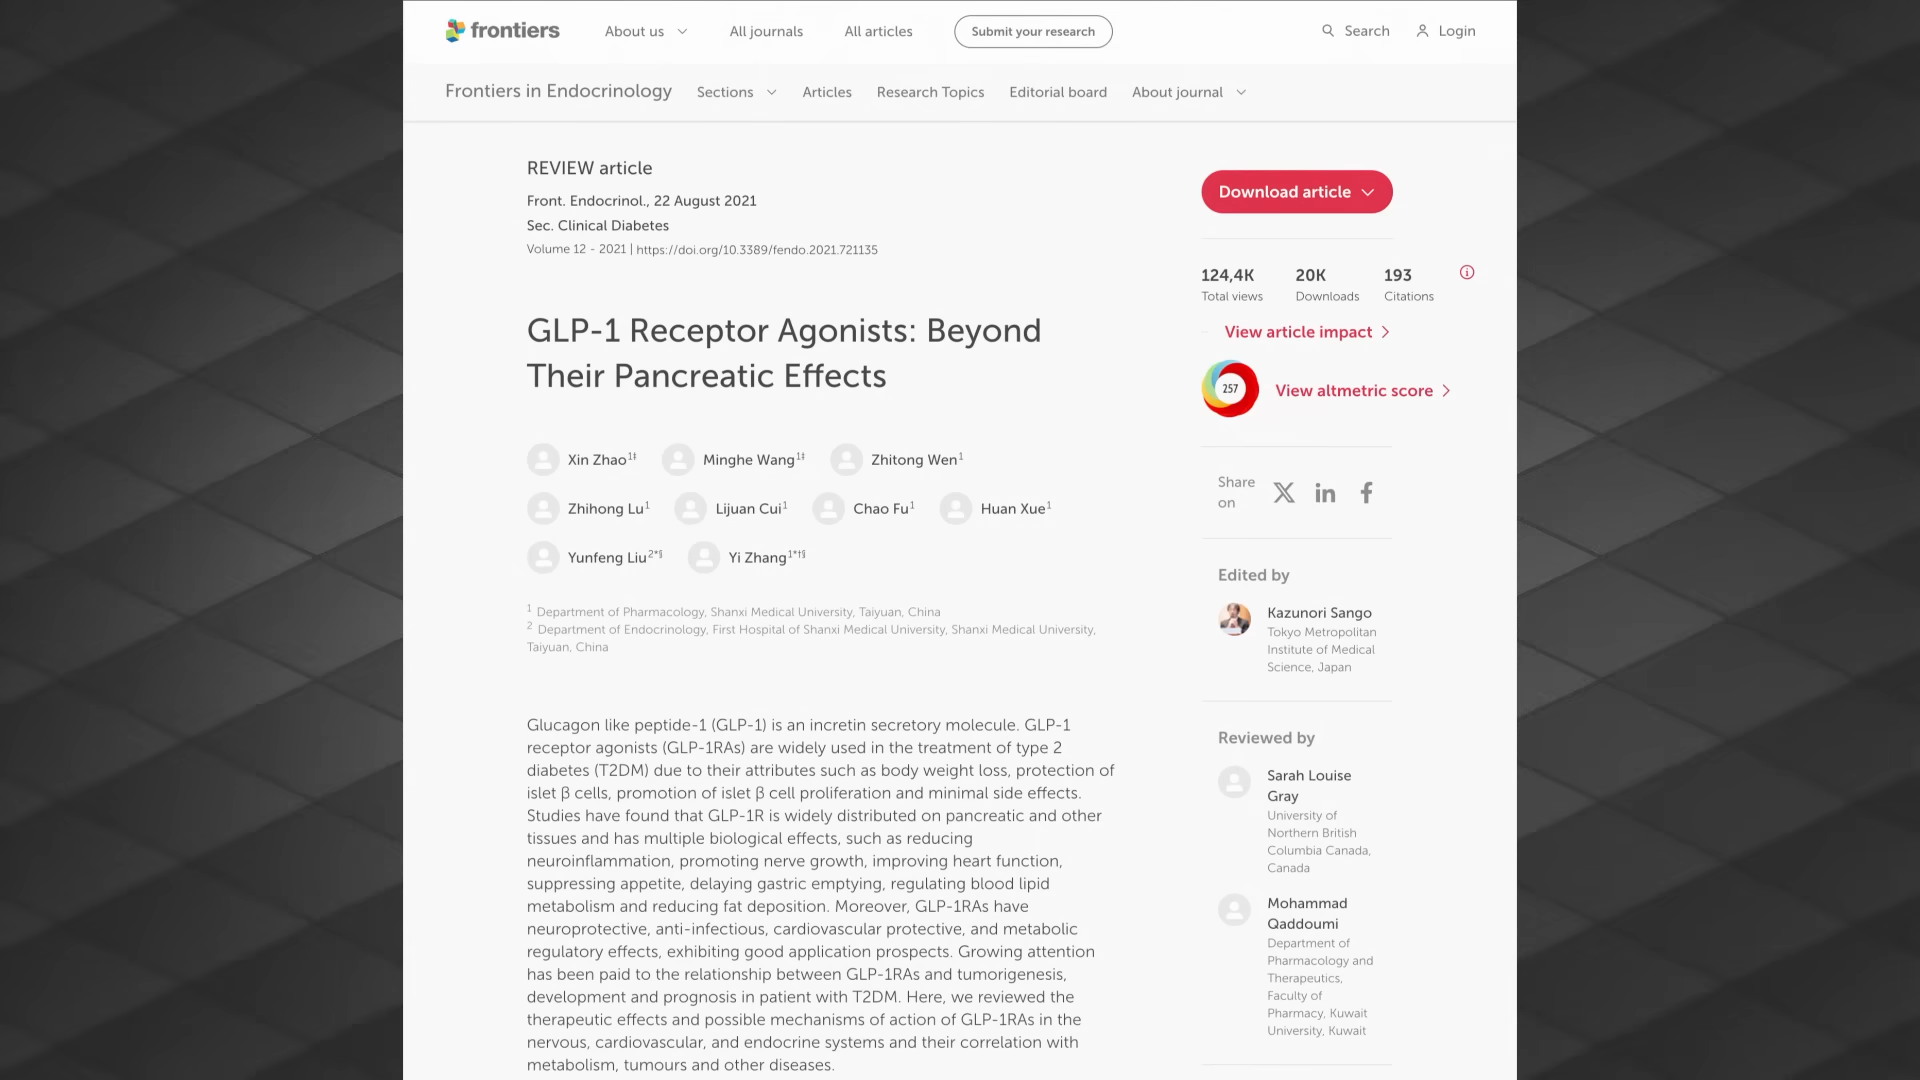 frontiers
About us
All journals
All articles
Submit your research
Search
Login
Frontiers in Endocrinology
Sections
Articles
Research Topics
Editorial board
About journal
REVIEW article
Front. Endocrinol., 22 August 2021
Sec. Clinical Diabetes
Volume 12 - 2021 | https://doi.org/10.3389/fendo.2021.721135
GLP-1 Receptor Agonists: Beyond
Their Pancreatic Effects
Xin Zhao1‡ Minghe Wang1‡ Zhitong Wen1
Zhihong Lu1 Lijuan Cui1 Chao Fu1 Huan Xue1
Yunfeng Liu2*§ Yi Zhang1*†§
1 Department of Pharmacology, Shanxi Medical University, Taiyuan, China
2 Department of Endocrinology, First Hospital of Shanxi Medical University, Shanxi Medical University,
Taiyuan, China
Glucagon like peptide-1 (GLP-1) is an incretin secretory molecule. GLP-1
receptor agonists (GLP-1RAs) are widely used in the treatment of type 2
diabetes (T2DM) due to their attributes such as body weight loss, protection of
islet β cells, promotion of islet β cell proliferation and minimal side effects.
Studies have found that GLP-1R is widely distributed on pancreatic and other
tissues and has multiple biological effects, such as reducing
neuroinflammation, promoting nerve growth, improving heart function,
suppressing appetite, delaying gastric emptying, regulating blood lipid
metabolism and reducing fat deposition. Moreover, GLP-1RAs have
neuroprotective, anti-infectious, cardiovascular protective, and metabolic
regulatory effects, exhibiting good application prospects. Growing attention
has been paid to the relationship between GLP-1RAs and tumorigenesis,
development and prognosis in patient with T2DM. Here, we reviewed the
therapeutic effects and possible mechanisms of action of GLP-1RAs in the
nervous, cardiovascular, and endocrine systems and their correlation with
metabolism, tumours and other diseases.
Download article
124,4K 20K 193
Total views Downloads Citations
View article impact
257
View altmetric score
Share
on
Edited by
Kazunori Sango
Tokyo Metropolitan
Institute of Medical
Science, Japan
Reviewed by
Sarah Louise
Gray
University of
Northern British
Columbia Canada,
Canada
Mohammad
Qaddoumi
Department of
Pharmacology and
Therapeutics,
Faculty of
Pharmacy, Kuwait
University, Kuwait